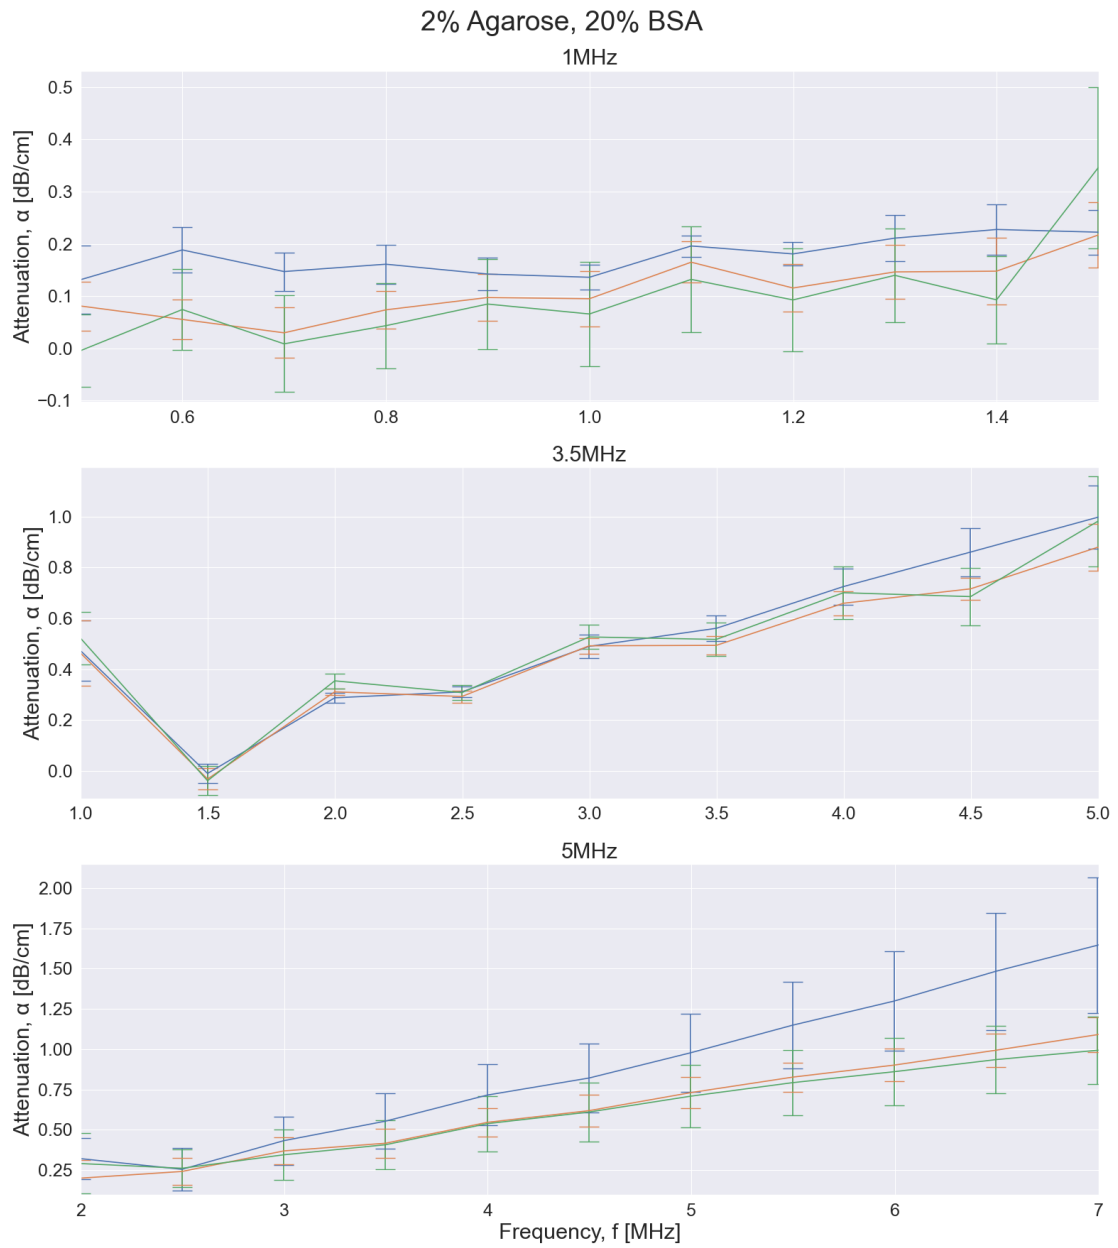 2% Agarose, 20% BSA
1MHz
Attenuation, α [dB/cm]
0.5
0.4
0.3
0.2
0.1
0.0
−0.1
0.6 0.8 1.0 1.2 1.4
3.5MHz
Attenuation, α [dB/cm]
1.0
0.8
0.6
0.4
0.2
0.0
1.0 1.5 2.0 2.5 3.0 3.5 4.0 4.5 5.0
5MHz
Attenuation, α [dB/cm]
2.00
1.75
1.50
1.25
1.00
0.75
0.50
0.25
2 3 4 5 6 7
Frequency, f [MHz]